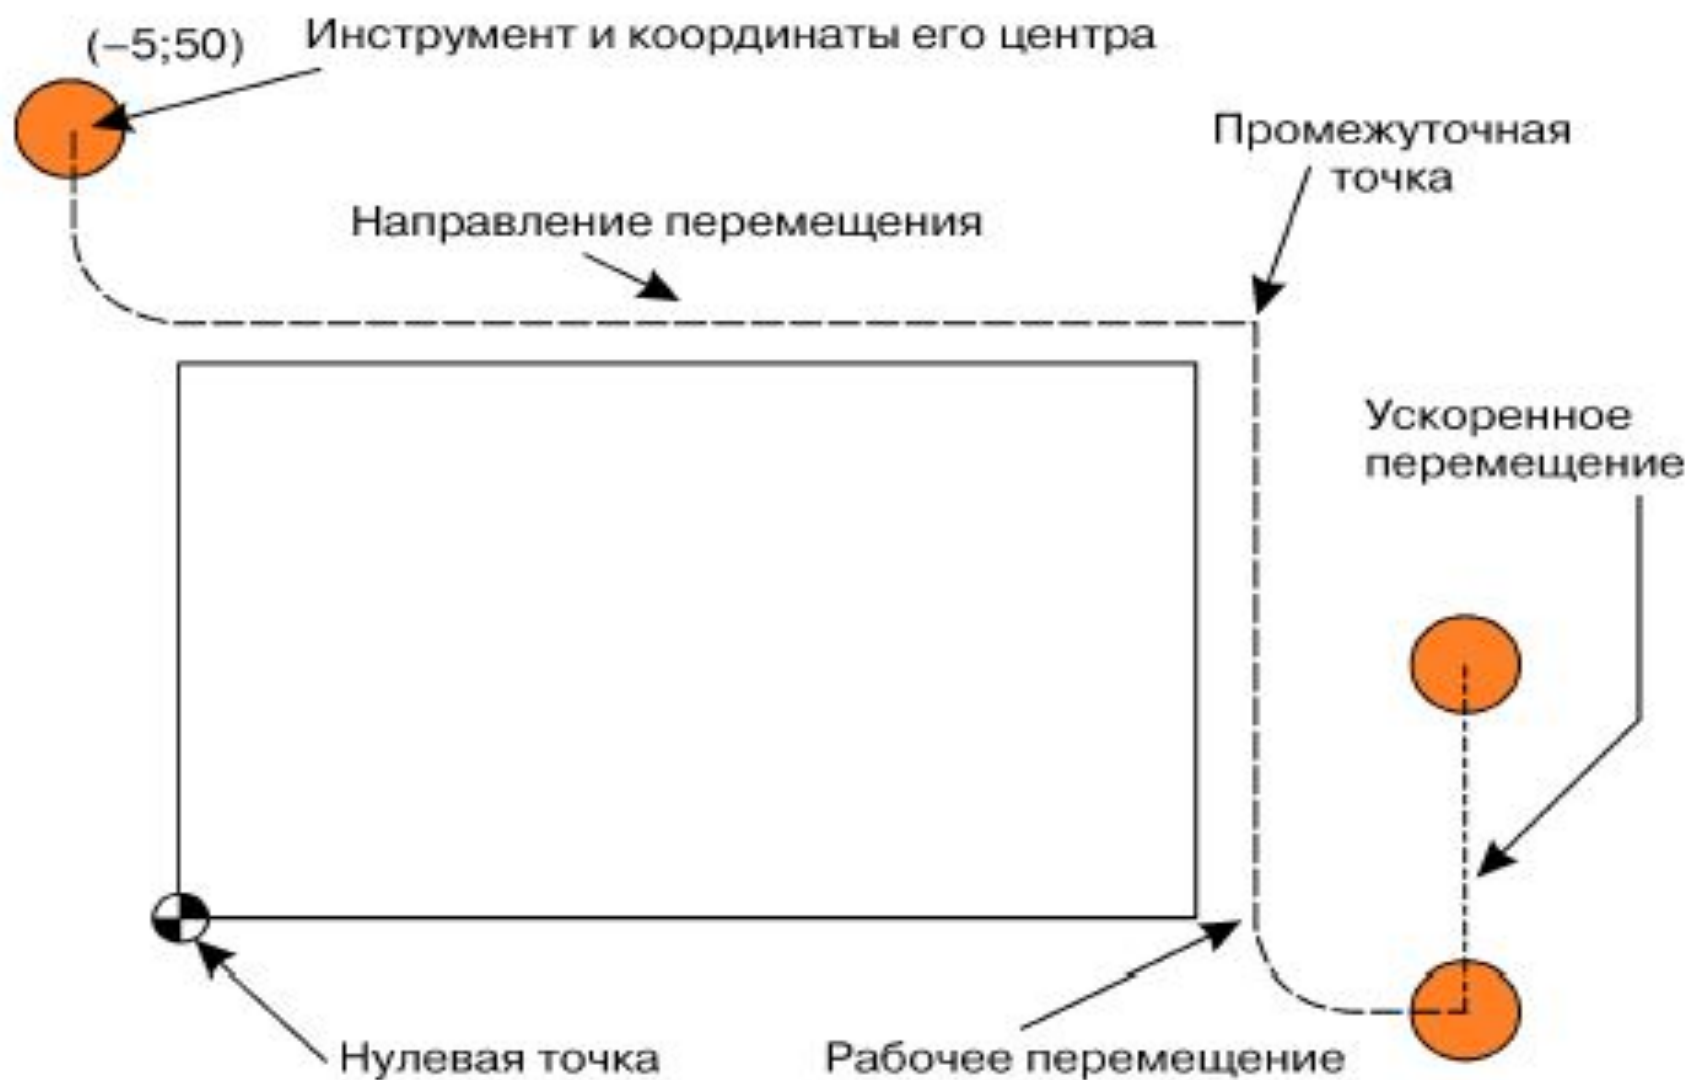 (–5;50)
Инструмент и координаты его центра
Промежуточная
точка
Направление перемещения
Ускоренное
перемещение
Нулевая точка
Рабочее перемещение